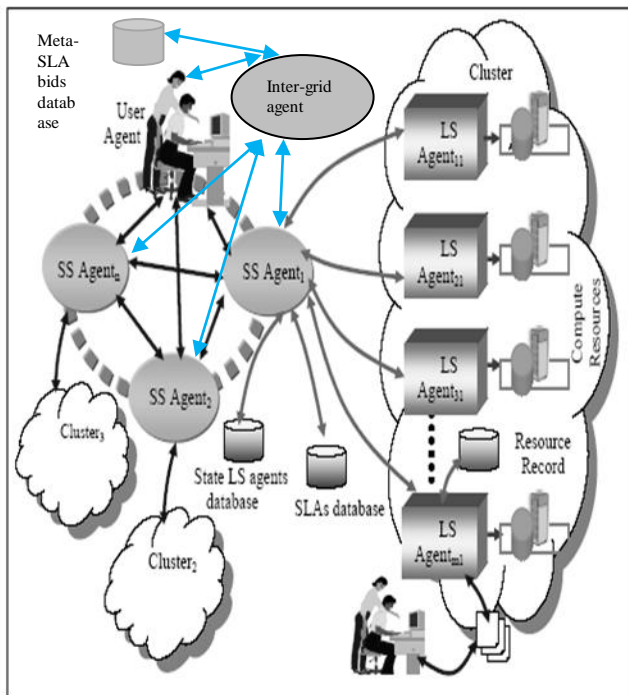 Meta-
SLA
bids
datab
ase
User
Agent
Inter-grid
agent
Cluster
LS
Agent₁₁
SS Agentₙ
SS Agent₁
LS
Agent₂₁
Compute
Resources
LS
Agent₃₁
SS Agent₂
Cluster₃
State LS agents
database
SLAs database
Resource
Record
LS
Agentₘ₁
Cluster₂